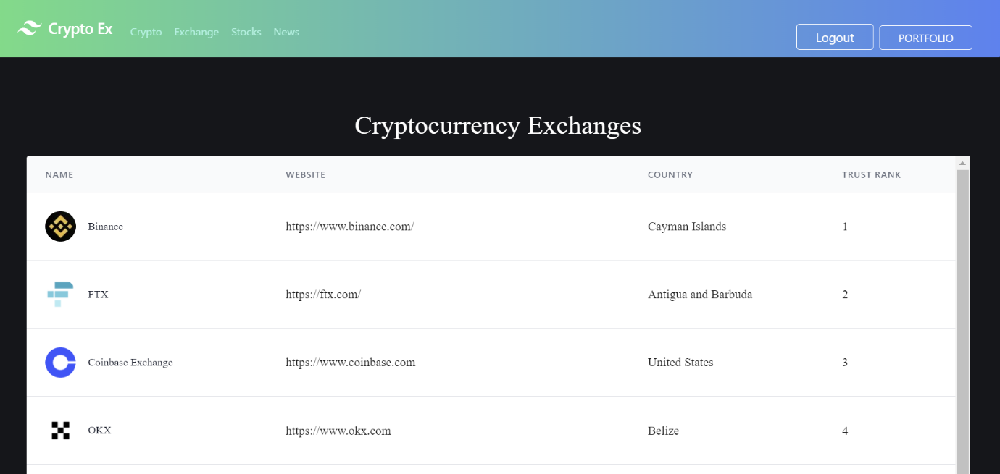 Crypto Ex Crypto Exchange Stocks News Logout PORTFOLIO
Cryptocurrency Exchanges
NAME WEBSITE COUNTRY TRUST RANK
Binance https://www.binance.com/ Cayman Islands 1
FTX https://ftx.com/ Antigua and Barbuda 2
Coinbase Exchange https://www.coinbase.com United States 3
OKX https://www.okx.com Belize 4